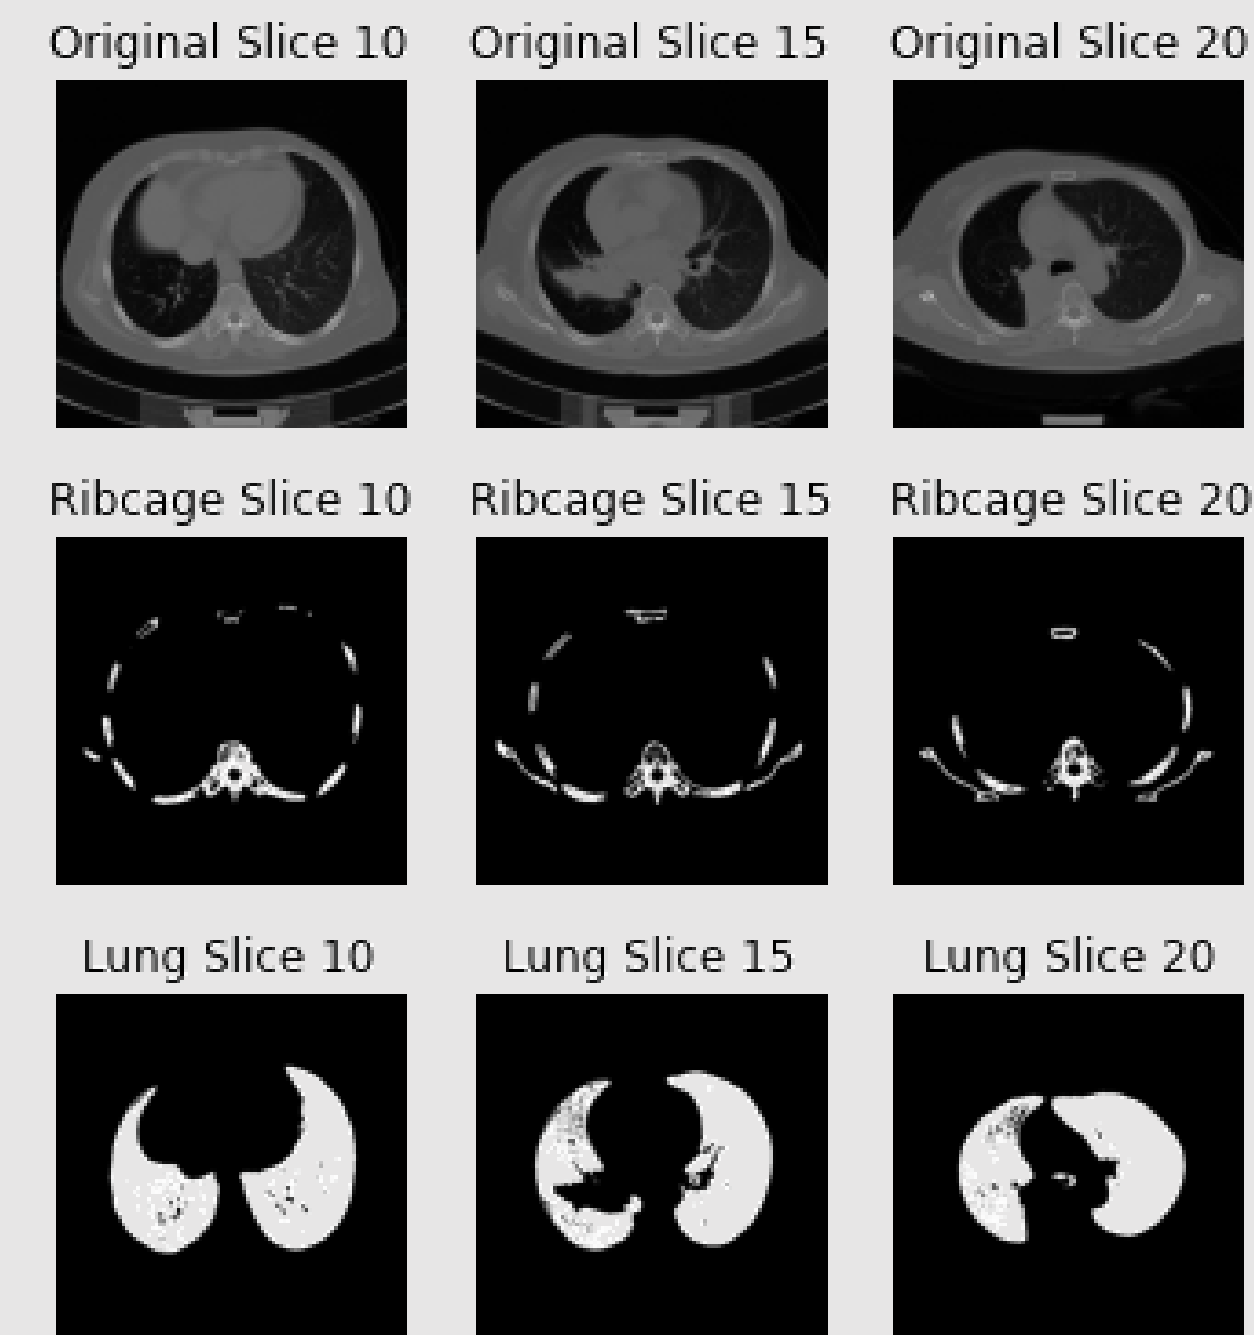 Original Slice 10
Original Slice 15
Original Slice 20
Ribcage Slice 10
Ribcage Slice 15
Ribcage Slice 20
Lung Slice 10
Lung Slice 15
Lung Slice 20